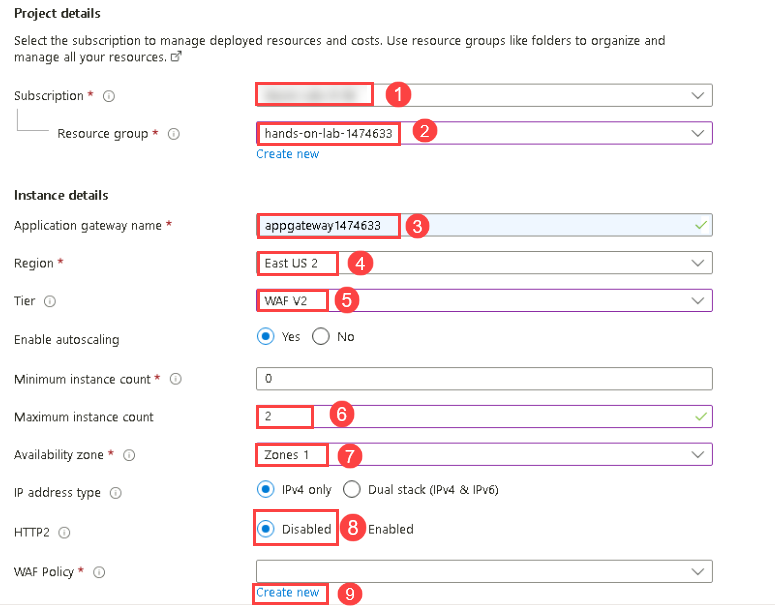 Project details
Select the subscription to manage deployed resources and costs. Use resource groups like folders to organize and
manage all your resources.
Subscription * 1
Resource group * hands-on-lab-1474633 2
Create new
Instance details
Application gateway name * appgateway1474633 3
Region * East US 2 4
Tier WAF V2 5
Enable autoscaling Yes No
Minimum instance count * 0
Maximum instance count 2 6
Availability zone * Zones 1 7
IP address type IPv4 only Dual stack (IPv4 & IPv6)
HTTP2 Disabled 8 Enabled
WAF Policy *
Create new 9